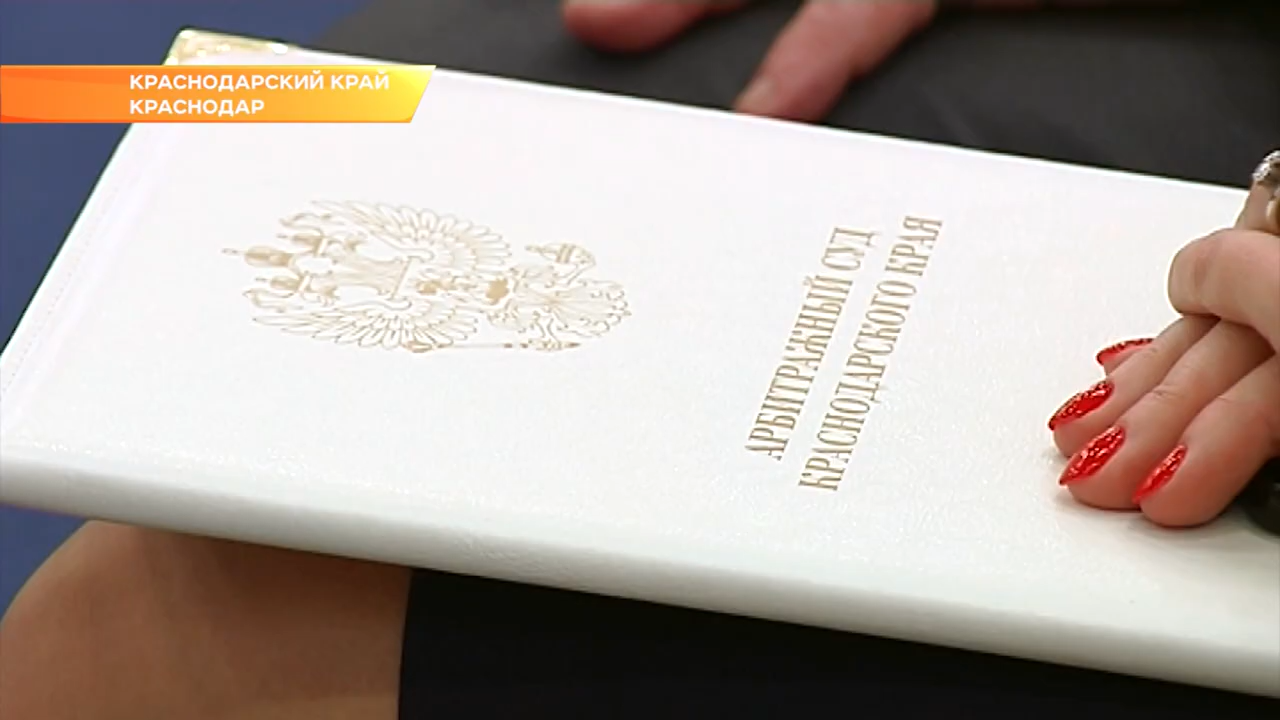 КРАСНОДАРСКИЙ КРАЙ
КРАСНОДАР
АРБИТРАЖНЫЙ СУД
КРАСНОДАРСКОГО КРАЯ